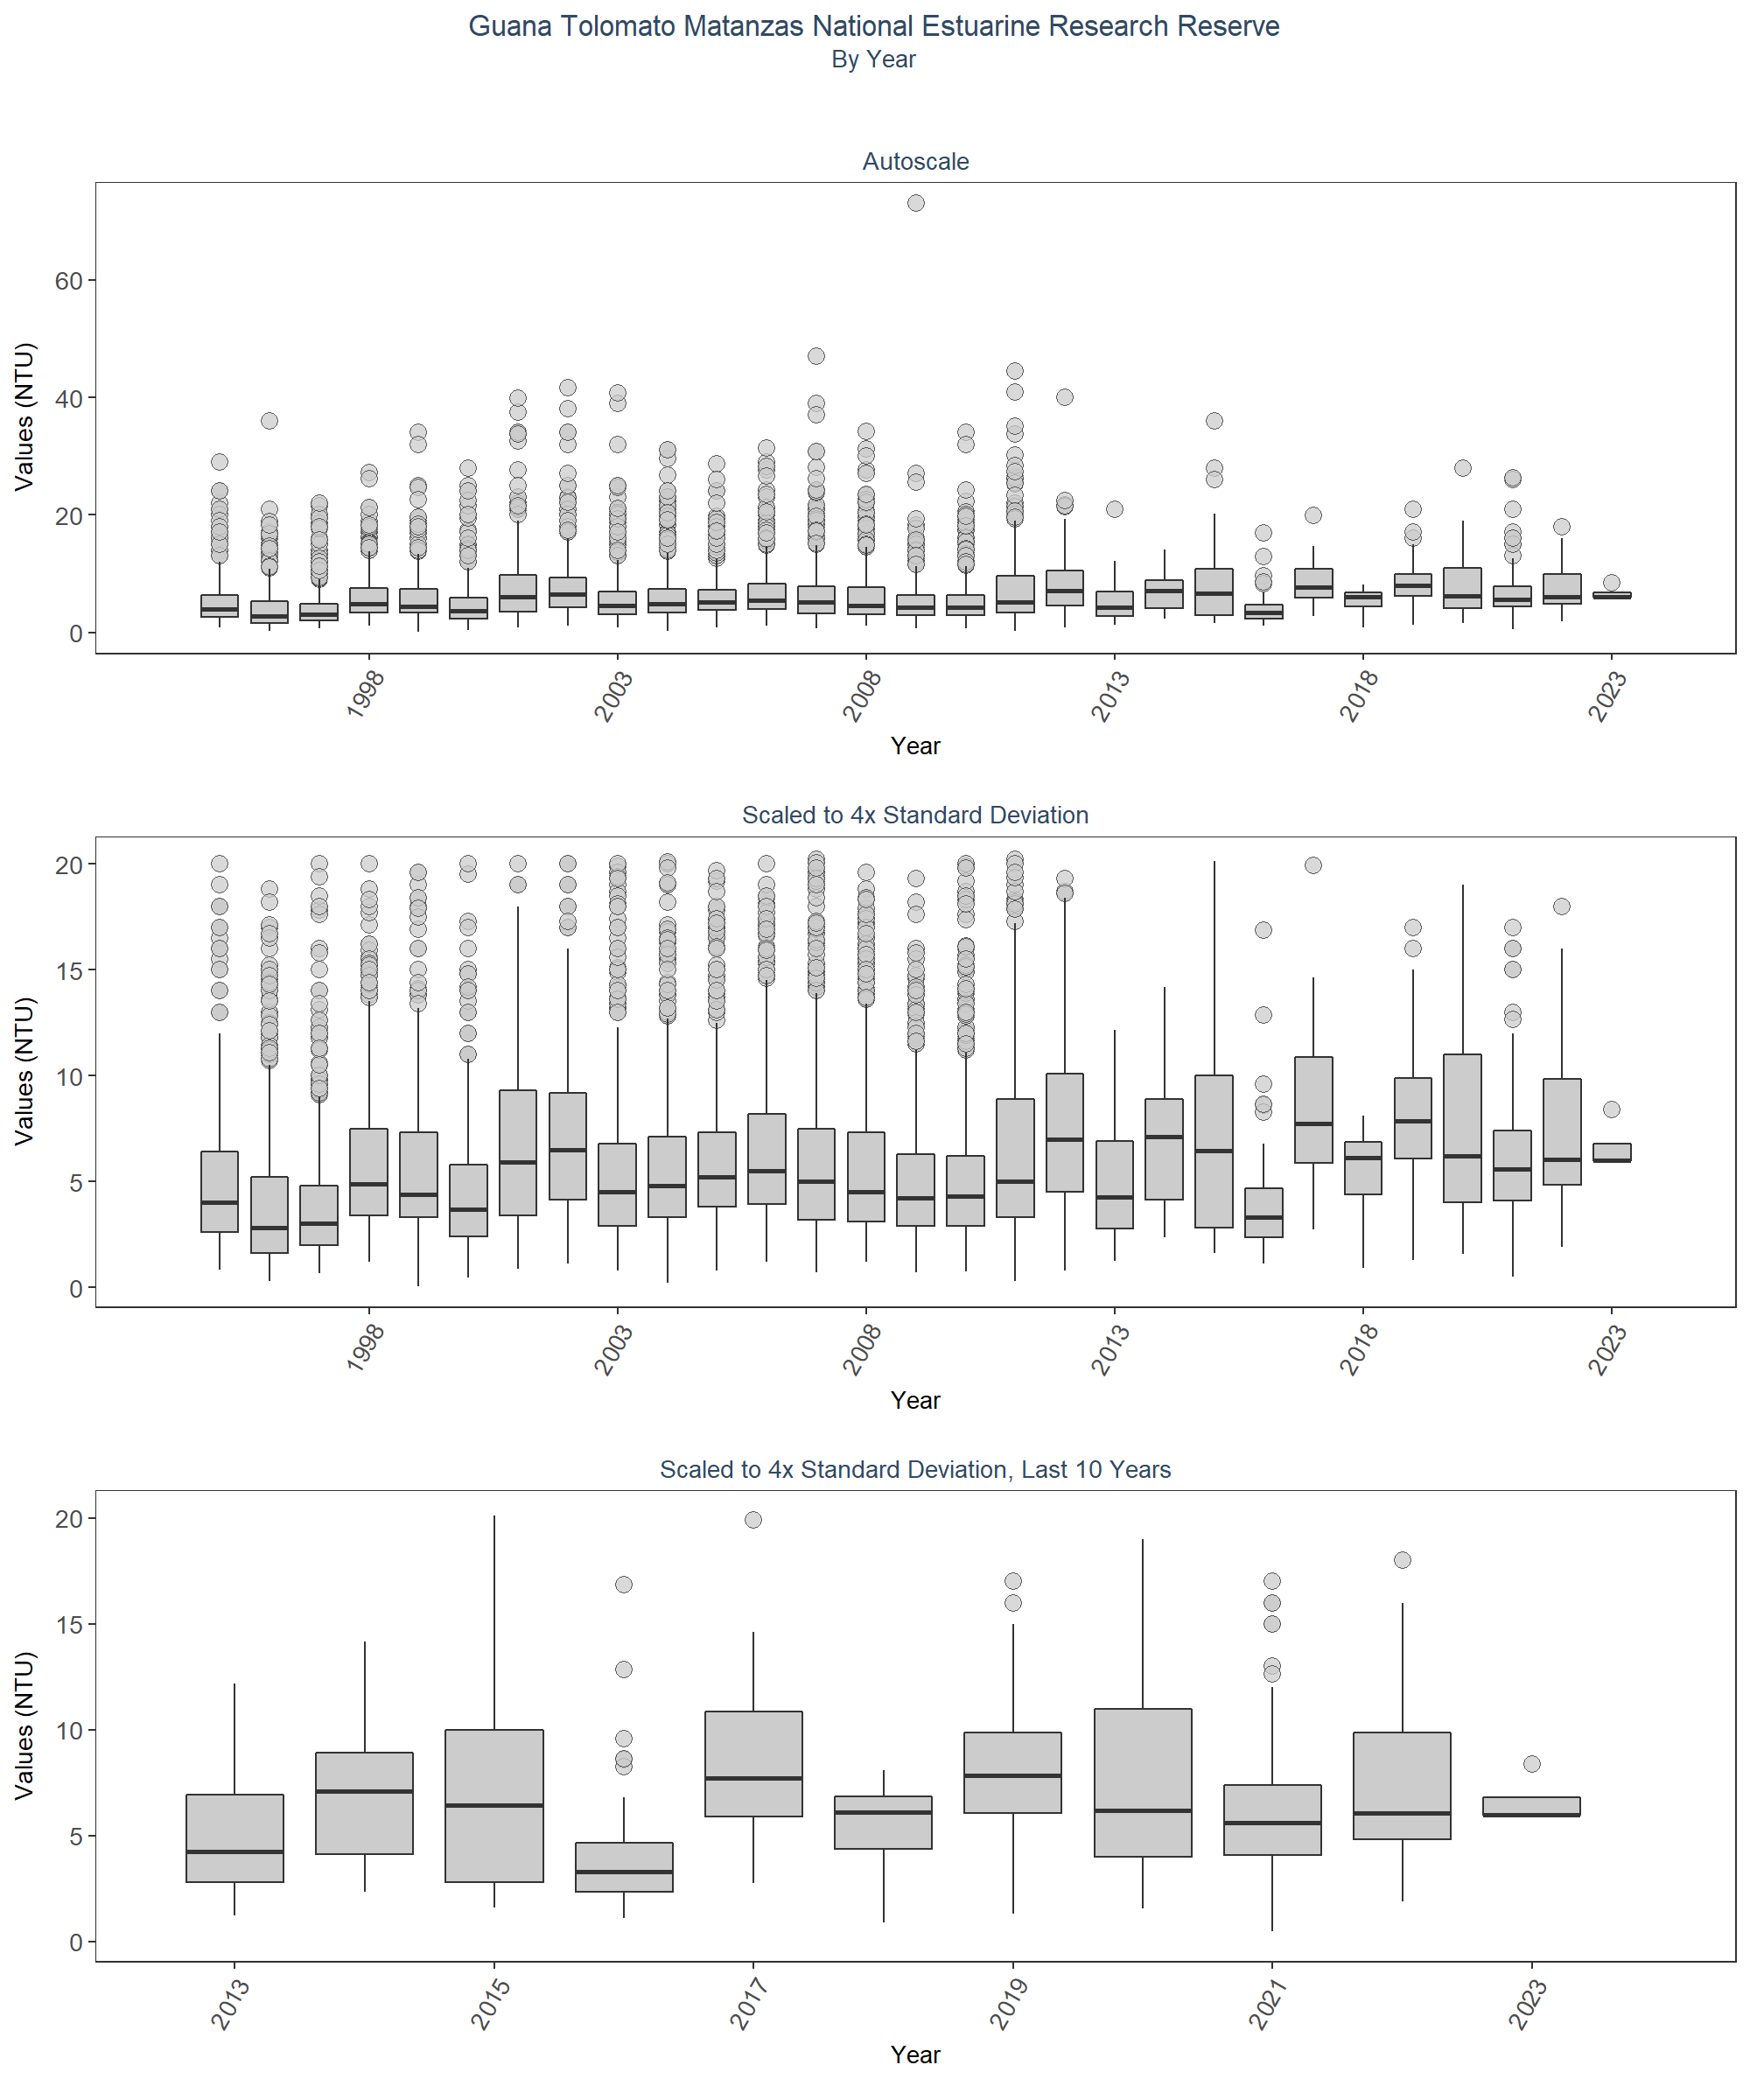 Guana Tolomato Matanzas National Estuarine Research Reserve
By Year
Autoscale
Values (NTU)
60
40
20
0
1998
2003
2008
2013
2018
2023
Year
Scaled to 4x Standard Deviation
Values (NTU)
20
15
10
5
0
1998
2003
2008
2013
2018
2023
Year
Scaled to 4x Standard Deviation, Last 10 Years
Values (NTU)
20
15
10
5
0
2013
2015
2017
2019
2021
2023
Year